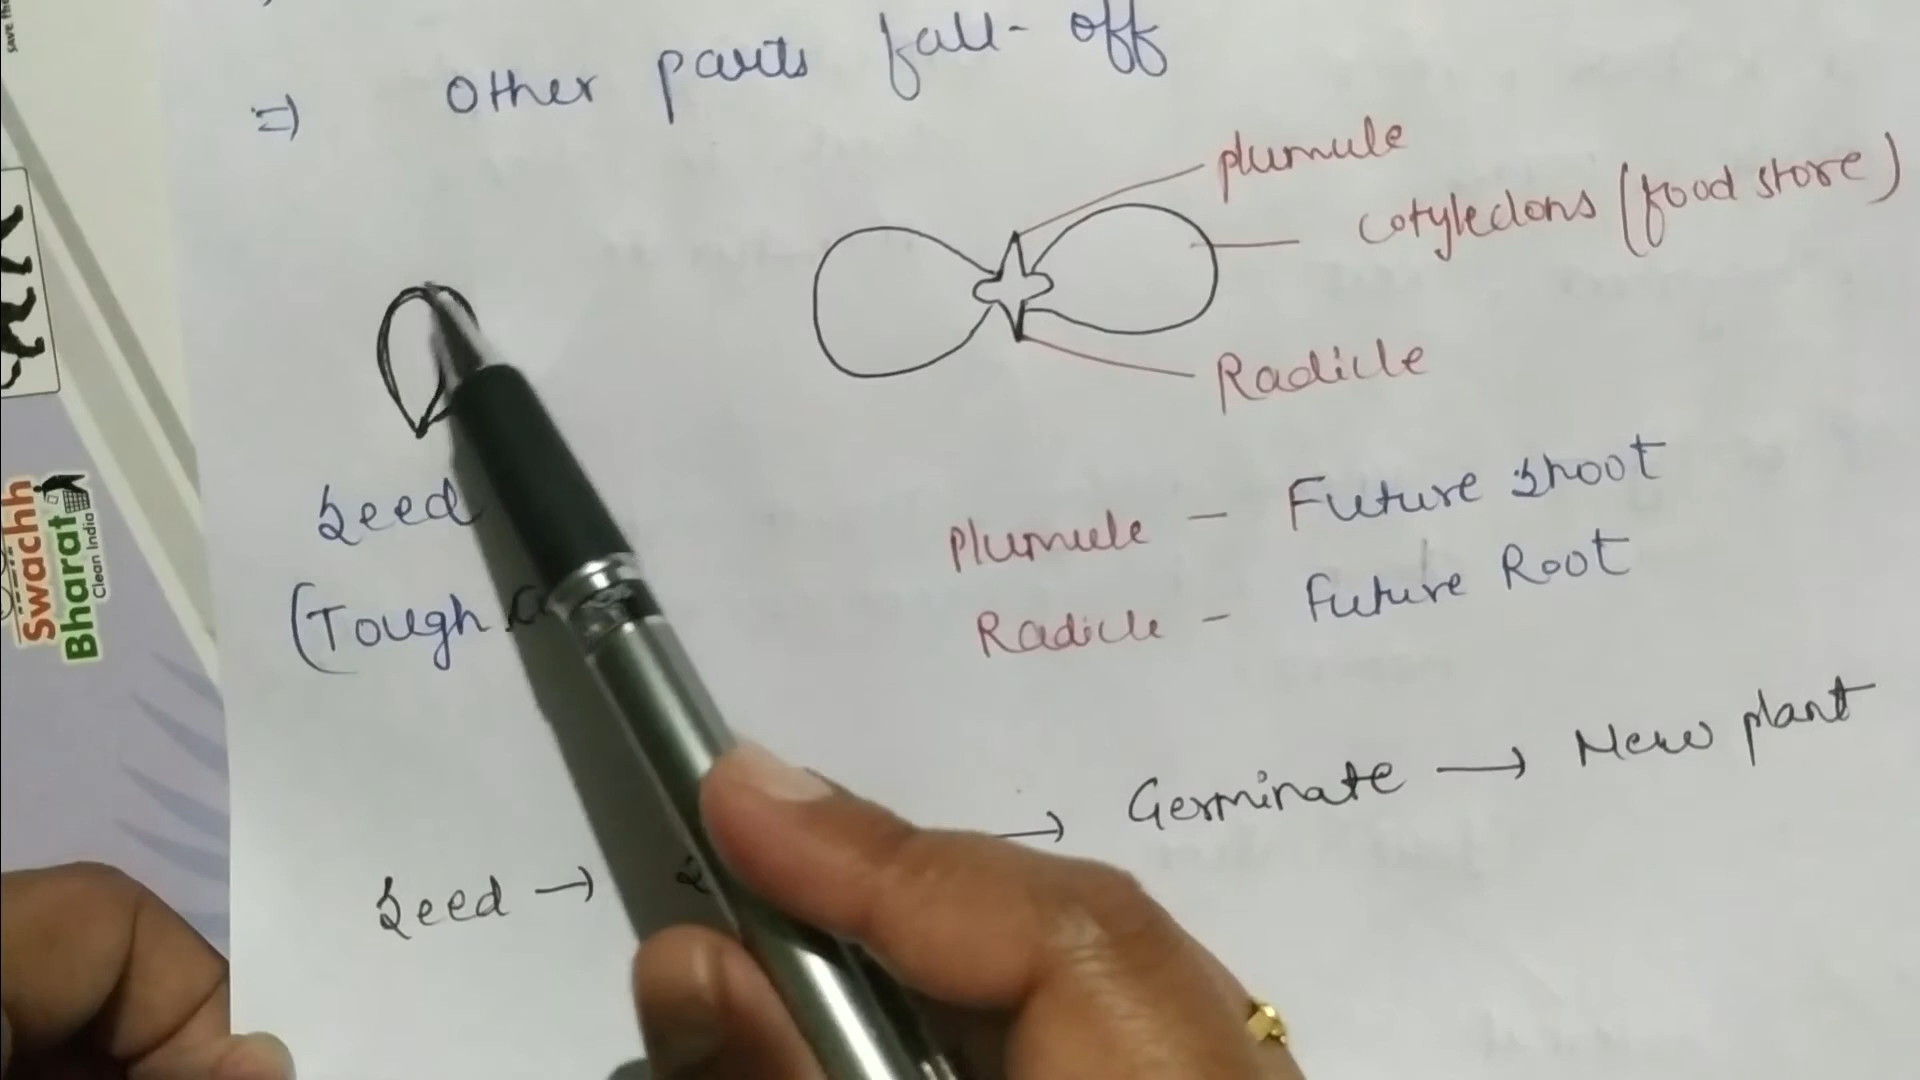 =) Other parts fall-off
plumule
cotyledons (food store)
Radicle
Seed
(Tough
Plumule - Future Shoot
Radicle - Future Root
Seed → → Germinate → New plant
Swachh
Bharat
Clean India